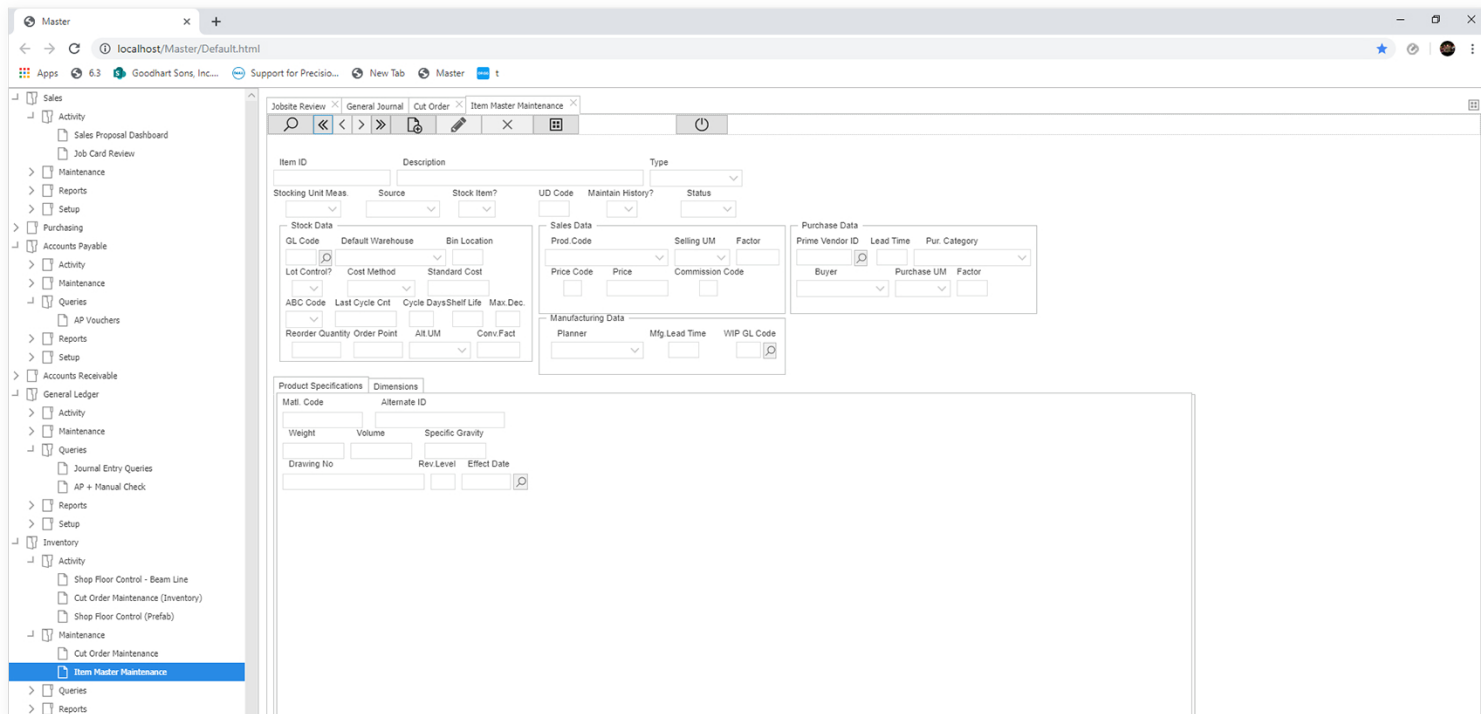 Master
localhost/Master/Default.html
Apps 6.3 Goodhart Sons, Inc... Support for Precisio... New Tab Master t
Sales
Activity
Sales Proposal Dashboard
Job Card Review
Maintenance
Reports
Setup
Purchasing
Accounts Payable
Activity
Maintenance
Queries
AP Vouchers
Reports
Setup
Accounts Receivable
General Ledger
Activity
Maintenance
Queries
Journal Entry Queries
AP + Manual Check
Reports
Setup
Inventory
Activity
Shop Floor Control - Beam Line
Cut Order Maintenance (Inventory)
Shop Floor Control (Prefab)
Maintenance
Cut Order Maintenance
Item Master Maintenance
Queries
Reports
Jobsite Review General Journal Cut Order Item Master Maintenance
Item ID Description Type
Stocking Unit Meas. Source Stock Item? UD Code Maintain History? Status
Stock Data
GL Code Default Warehouse Bin Location
Lot Control? Cost Method Standard Cost
ABC Code Last Cycle Cnt Cycle Days Shelf Life Max.Dec.
Reorder Quantity Order Point Alt.UM Conv.Fact
Sales Data
Prod.Code Selling UM Factor
Price Code Price Commission Code
Manufacturing Data
Planner Mfg.Lead Time WIP GL Code
Purchase Data
Prime Vendor ID Lead Time Pur. Category
Buyer Purchase UM Factor
Product Specifications Dimensions
Matl. Code Alternate ID
Weight Volume Specific Gravity
Drawing No Rev.Level Effect Date